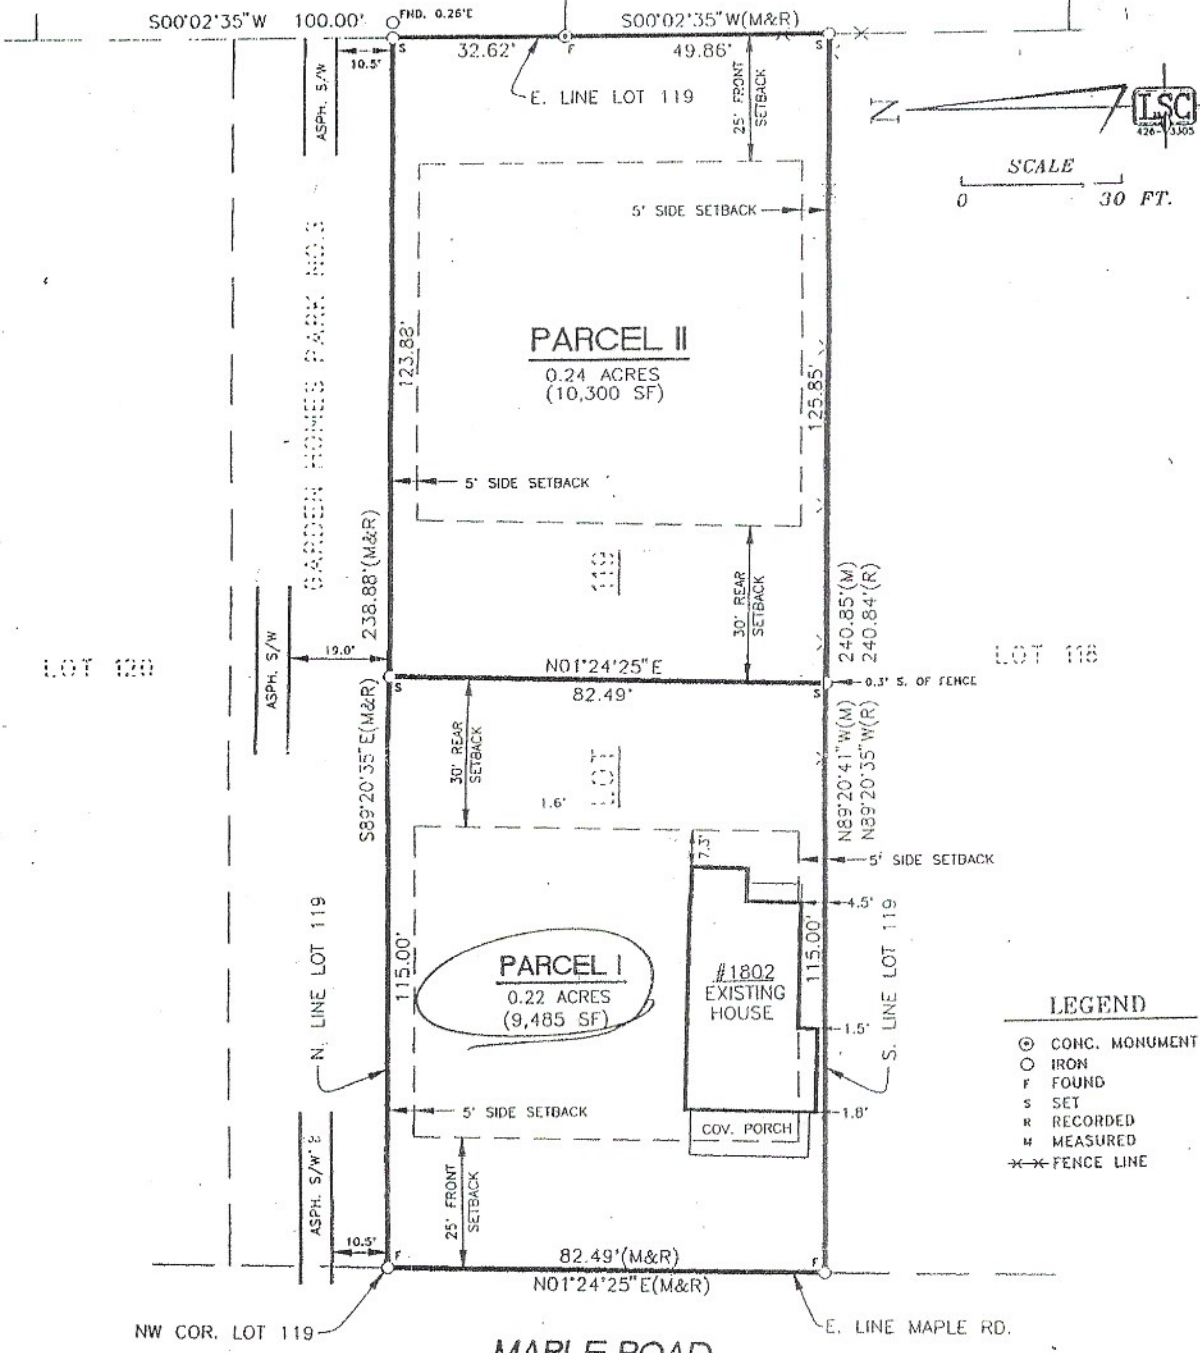 S00°02'35"W 100.00'
FND. 0.26'E
S00°02'35"W(M&R)
S
F
S
10.5'
32.62'
49.86'
E. LINE LOT 119
ASPH. S/W
25' FRONT
SETBACK
N
LSC
SCALE
0 30 FT.
5' SIDE SETBACK
GARDEN HOMES PARK NO.3
PARCEL II
0.24 ACRES
(10,300 SF)
123.88'
125.85'
5' SIDE SETBACK
119
30' REAR
SETBACK
238.88'(M&R)
240.85'(M)
240.84'(R)
LOT 120
ASPH. S/W
19.0'
N01°24'25"E
82.49'
S
S
0.3' S. OF FENCE
LOT 118
S89°20'35"E(M&R)
30' REAR
SETBACK
LOT
1.6'
N89°20'41"W(M)
N89°20'35"W(R)
7.3'
5' SIDE SETBACK
4.5'
N. LINE LOT 119
115.00'
PARCEL I
0.22 ACRES
(9,485 SF)
#1802
EXISTING
HOUSE
115.00'
S. LINE LOT 119
1.5'
1.8'
5' SIDE SETBACK
COV. PORCH
LEGEND
CONC. MONUMENT
IRON
F FOUND
S SET
R RECORDED
M MEASURED
FENCE LINE
ASPH. S/W
25' FRONT
SETBACK
10.5'
F
F
82.49'(M&R)
N01°24'25"E(M&R)
NW COR. LOT 119
E. LINE MAPLE RD.
MAPLE ROAD